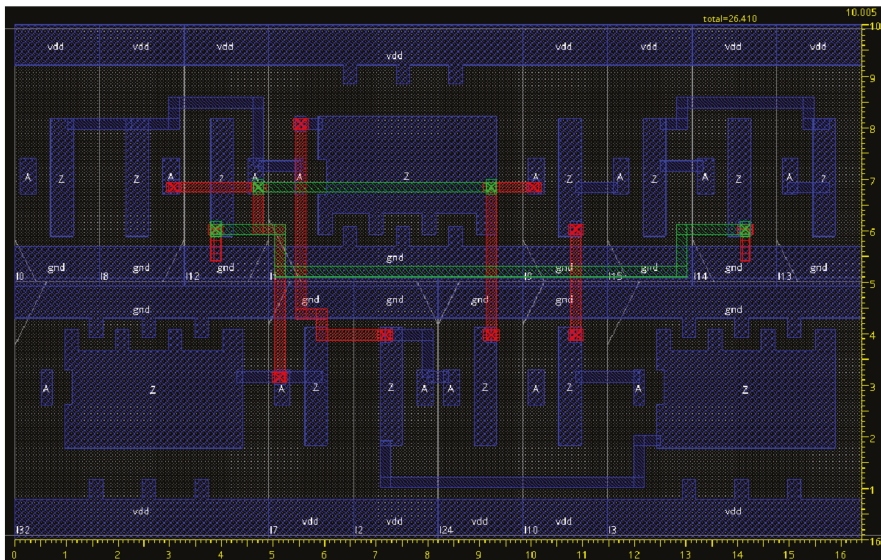 10.005
total=26.410
10
vdd vdd vdd vdd vdd vdd vdd vdd
9
8
A Z Z A Z A A Z A Z A Z A Z A Z
7
6
gnd gnd gnd gnd gnd gnd gnd gnd
I0 I8 I12 I1 I9 I15 I14 I13
5
gnd gnd gnd gnd gnd gnd
4
A Z A Z Z A A Z A Z A Z
3
2
1
vdd vdd vdd vdd vdd vdd
I32 I7 I2 I24 I10 I3
0 1 2 3 4 5 6 7 8 9 10 11 12 13 14 15 16